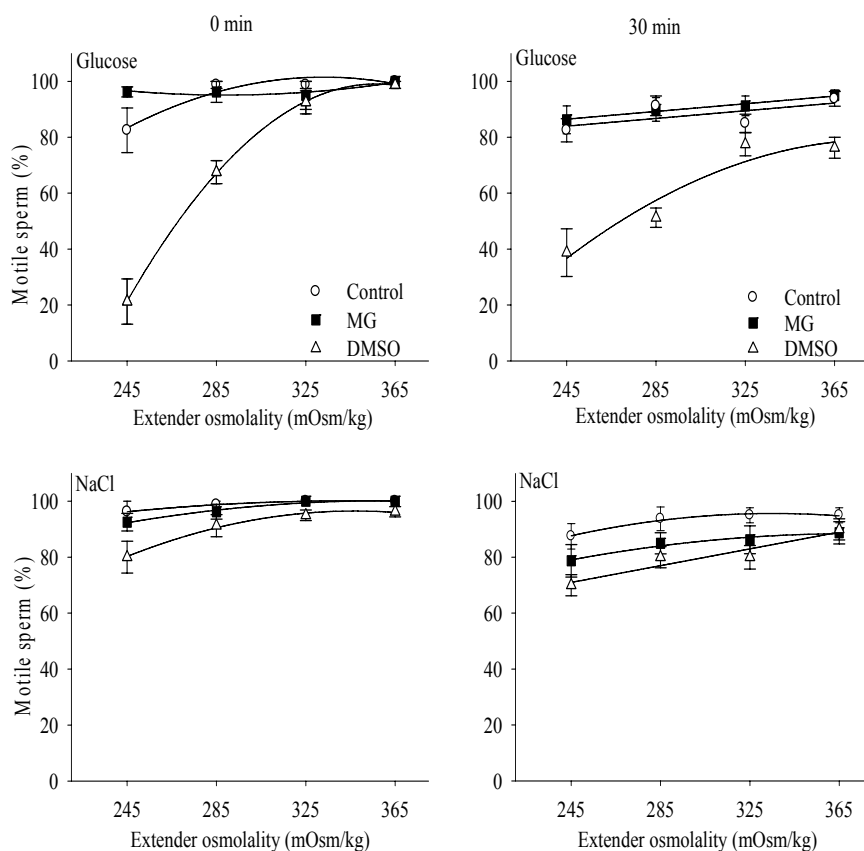 0 min
30 min
Glucose
100
80
60
40
20
0
Motile sperm (%)
Control
MG
DMSO
245 285 325 365
Extender osmolality (mOsm/kg)
Glucose
100
80
60
40
20
0
Control
MG
DMSO
245 285 325 365
Extender osmolality (mOsm/kg)
NaCl
100
80
60
40
20
0
Motile sperm (%)
245 285 325 365
Extender osmolality (mOsm/kg)
NaCl
100
80
60
40
20
0
245 285 325 365
Extender osmolality (mOsm/kg)